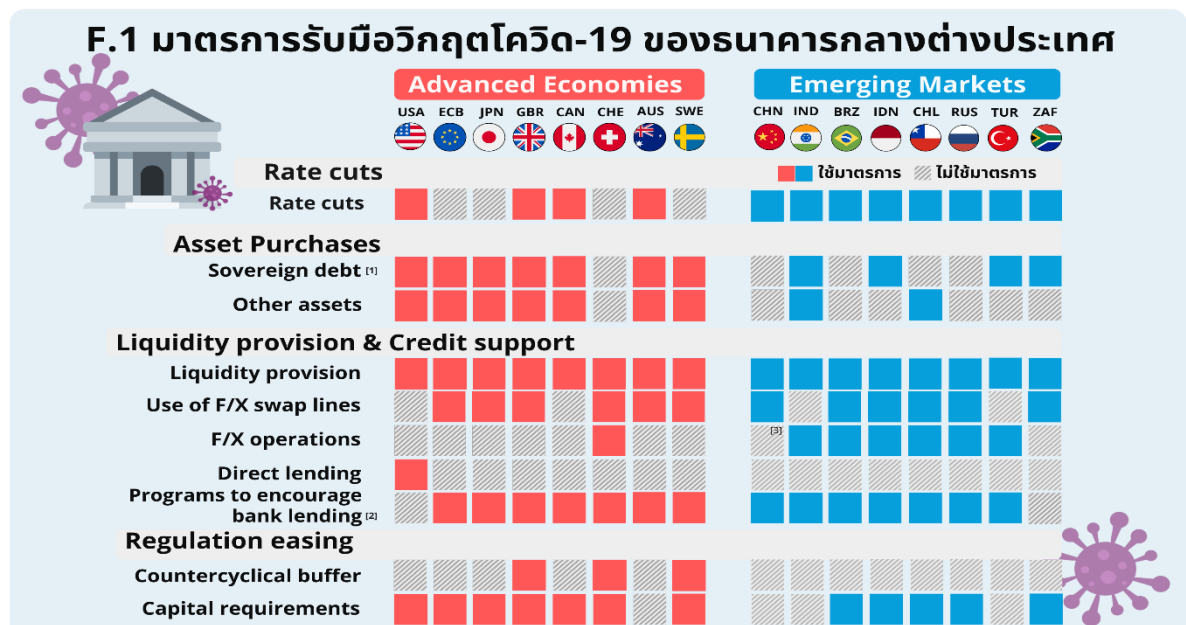 F.1 มาตรการรับมือวิกฤตโควิด-19 ของธนาคารกลางต่างประเทศ
Advanced Economies Emerging Markets
USA ECB JPN GBR CAN CHE AUS SWE CHN IND BRZ IDN CHL RUS TUR ZAF
Rate cuts ใช้มาตรการ ไม่ใช้มาตรการ
Rate cuts
Asset Purchases
Sovereign debt [1]
Other assets
Liquidity provision & Credit support
Liquidity provision
Use of F/X swap lines
[3]
F/X operations
Direct lending
Programs to encourage
bank lending [2]
Regulation easing
Countercyclical buffer
Capital requirements